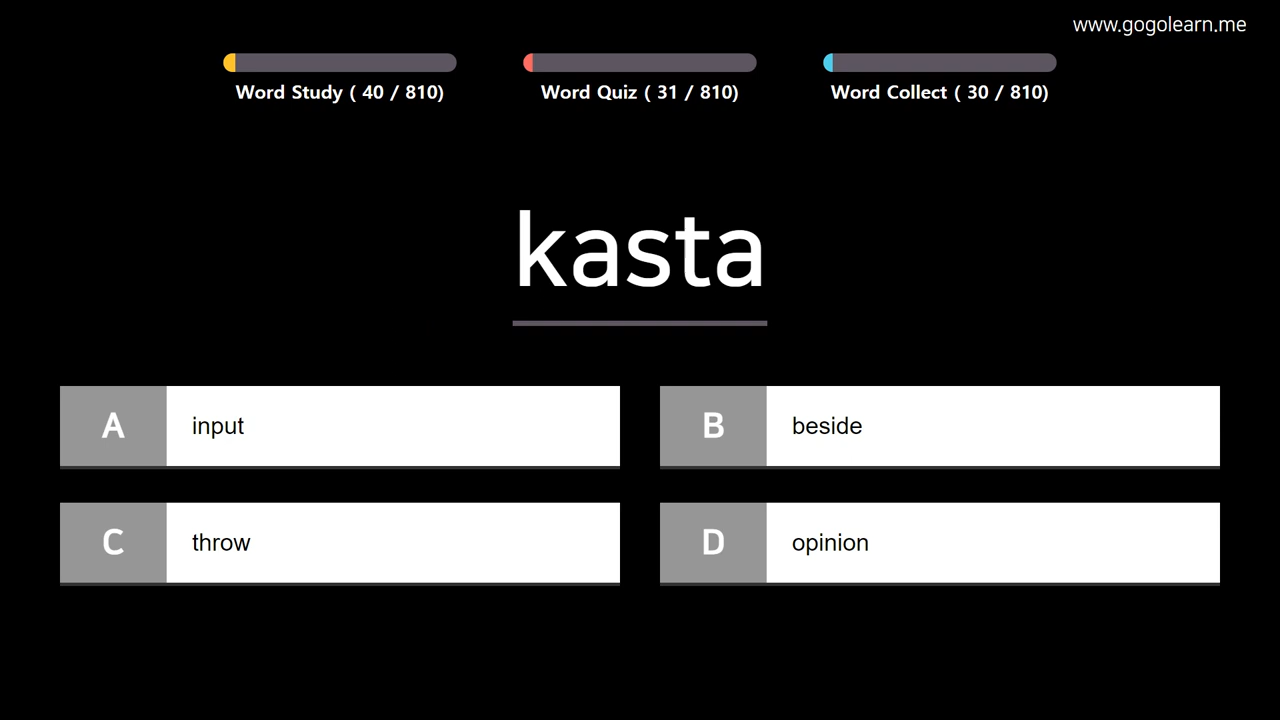 www.gogolearn.me
Word Study ( 40 / 810)
Word Quiz ( 31 / 810)
Word Collect ( 30 / 810)
kasta
A input
B beside
C throw
D opinion